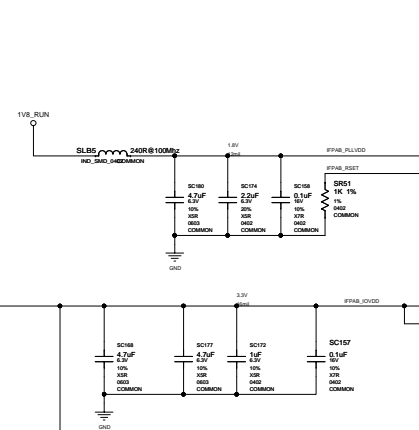 1V8_RUN
SLB5 240R@100Mhz
IND_SMD_0402 COMMON
1.8V
IFPAB_PLLVDD
IFPAB_RSET
SC180
4.7uF
6.3V
10%
X5R
0603
COMMON
SC174
2.2uF
6.3V
20%
X5R
0402
COMMON
SC158
0.1uF
16V
10%
X7R
0402
COMMON
SR51
1K 1%
1%
0402
COMMON
GND
3.3V
IFPAB_IOVDD
SC168
4.7uF
6.3V
10%
X5R
0603
COMMON
SC177
4.7uF
6.3V
10%
X5R
0603
COMMON
SC172
1uF
6.3V
10%
X5R
0402
COMMON
SC157
0.1uF
16V
10%
X7R
0402
COMMON
GND